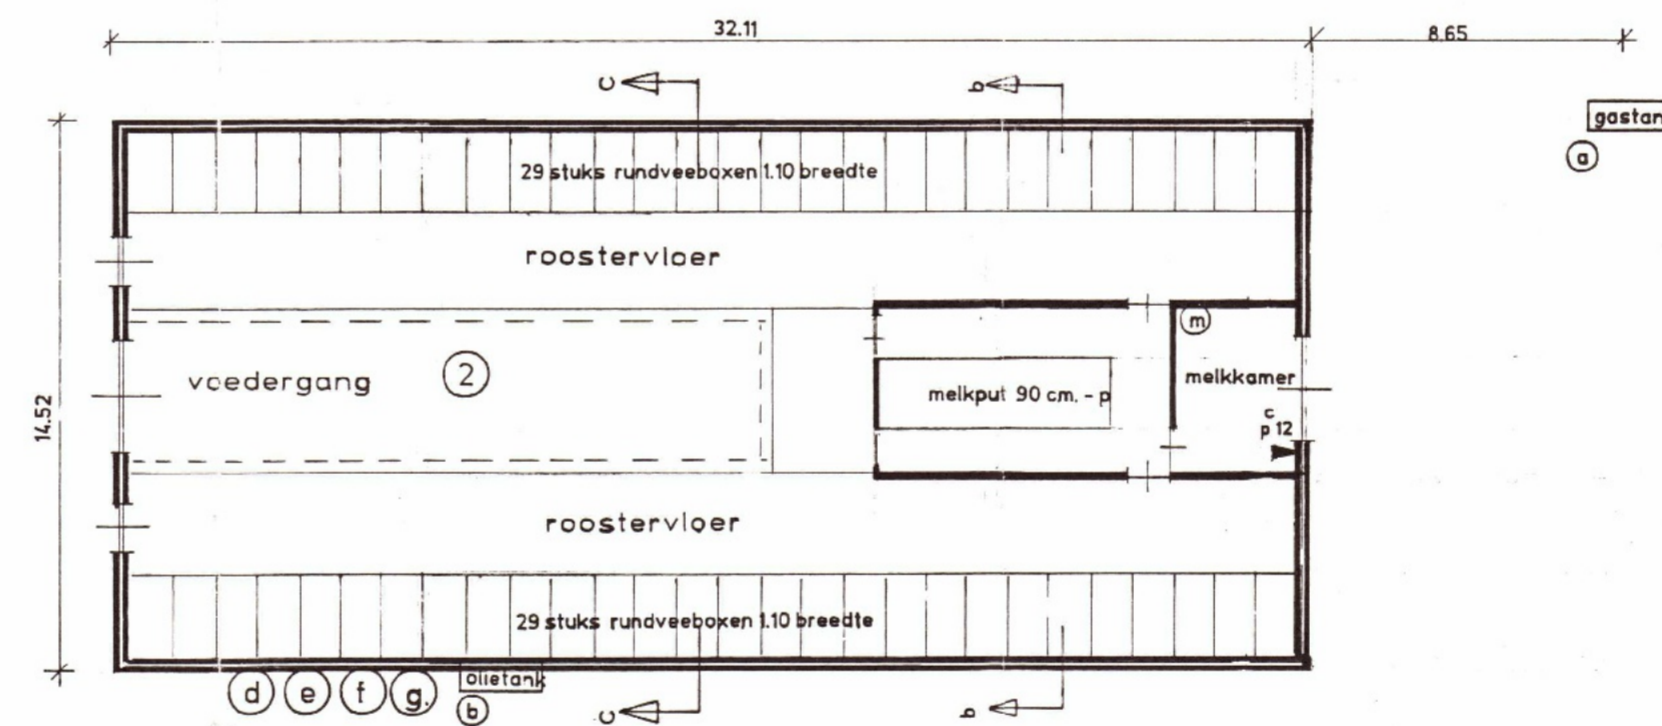 32.11
8.65
c
b
gastan
a
29 stuks rundveeboxen 1.10 breedte
roostervloer
m
voedergang
2
melkput 90 cm. - p
melkkamer
14.52
c
p 12
roostervloer
29 stuks rundveeboxen 1.10 breedte
d e f g.
olietank
b
c
b